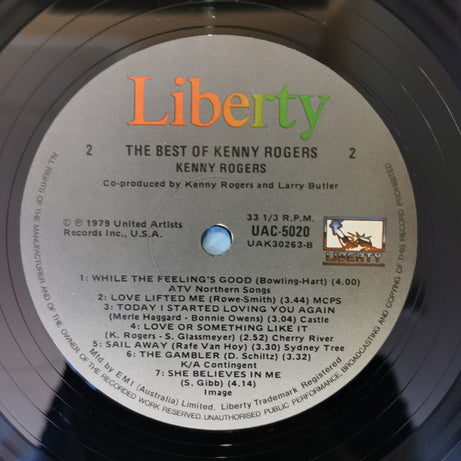 Liberty
2 THE BEST OF KENNY ROGERS 2
KENNY ROGERS
Co-produced by Kenny Rogers and Larry Butler
33 1/3 R.P.M.
℗ © 1979 United Artists
Records Inc., U.S.A.
UAC-5020
UAK30263-B
LIBERTY
1: WHILE THE FEELING'S GOOD (Bowling-Hart) (4.00)
ATV Northern Songs
2: LOVE LIFTED ME (Rowe-Smith) (3.44) MCPS
3: TODAY I STARTED LOVING YOU AGAIN
(Merle Haggard - Bonnie Owens) (3.04) Castle
4: LOVE OR SOMETHING LIKE IT
(K. Rogers - S. Glassmeyer) (2.52) Cherry River
5: SAIL AWAY (Rafe Van Hoy) (3.30) Sydney Tree
6: THE GAMBLER (D. Schiltz) (3.32)
K/A Contingent
7: SHE BELIEVES IN ME
(S. Gibb) (4.14)
Image
ALL RIGHTS OF THE MANUFACTURER AND OF THE OWNER OF THE RECORDED WORK RESERVED. UNAUTHORISED PUBLIC PERFORMANCE, BROADCASTING AND COPYING OF THIS RECORD PROHIBITED.
Mfd by E M I (Australia) Limited. Liberty Trademark Registered